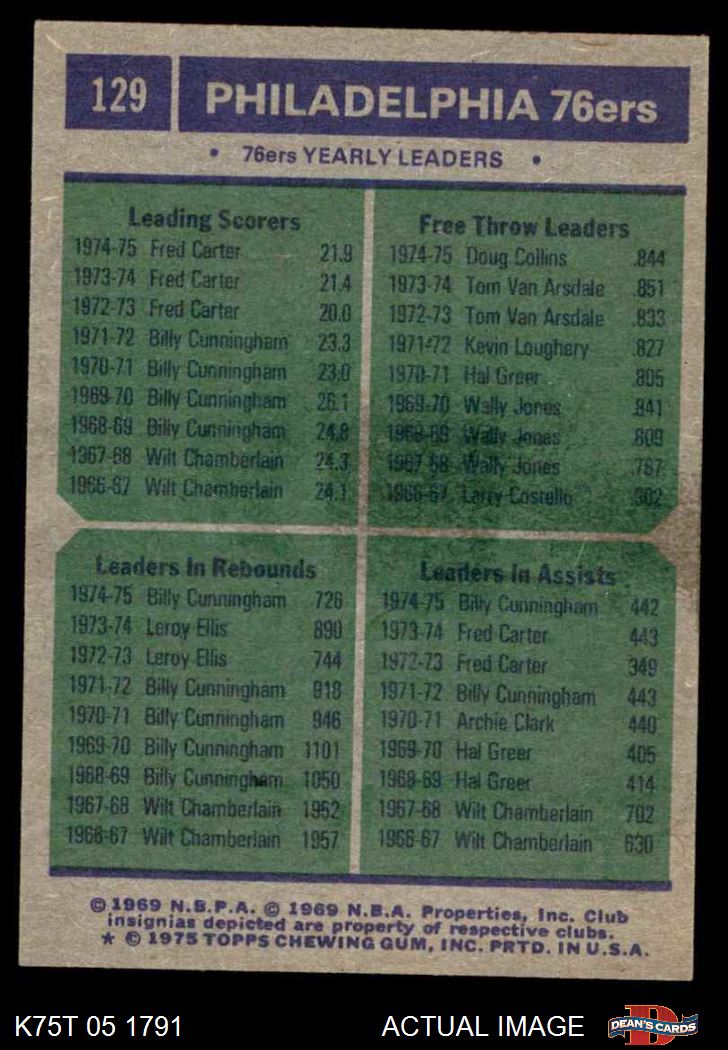 129
PHILADELPHIA 76ers
• 76ers YEARLY LEADERS •
Leading Scorers
1974-75 Fred Carter 21.9
1973-74 Fred Carter 21.4
1972-73 Fred Carter 20.0
1971-72 Billy Cunningham 23.3
1970-71 Billy Cunningham 23.0
1969-70 Billy Cunningham 26.1
1968-69 Billy Cunningham 24.8
1967-68 Wilt Chamberlain 24.3
1966-67 Wilt Chamberlain 24.1
Free Throw Leaders
1974-75 Doug Collins .844
1973-74 Tom Van Arsdale .851
1972-73 Tom Van Arsdale .833
1971-72 Kevin Loughery .827
1970-71 Hal Greer .805
1969-70 Wally Jones .841
1968-69 Wally Jones .809
1967-68 Wally Jones .787
1966-67 Larry Costello .902
Leaders In Rebounds
1974-75 Billy Cunningham 726
1973-74 Leroy Ellis 890
1972-73 Leroy Ellis 744
1971-72 Billy Cunningham 918
1970-71 Billy Cunningham 946
1969-70 Billy Cunningham 1101
1968-69 Billy Cunningham 1050
1967-68 Wilt Chamberlain 1952
1966-67 Wilt Chamberlain 1957
Leaders In Assists
1974-75 Billy Cunningham 442
1973-74 Fred Carter 443
1972-73 Fred Carter 349
1971-72 Billy Cunningham 443
1970-71 Archie Clark 440
1969-70 Hal Greer 405
1968-69 Hal Greer 414
1967-68 Wilt Chamberlain 702
1966-67 Wilt Chamberlain 630
© 1969 N.B.P.A. © 1969 N.B.A. Properties, Inc. Club
insignias depicted are property of respective clubs.
★ © 1975 TOPPS CHEWING GUM, INC. PRTD. IN U.S.A.
K75T 05 1791
ACTUAL IMAGE
DEAN'S CARDS